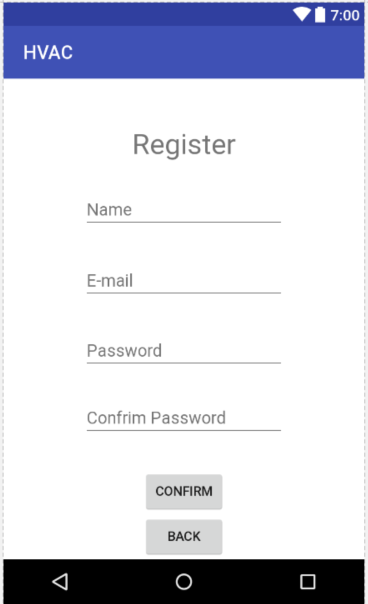 7:00
HVAC
Register
Name
E-mail
Password
Confrim Password
CONFIRM
BACK